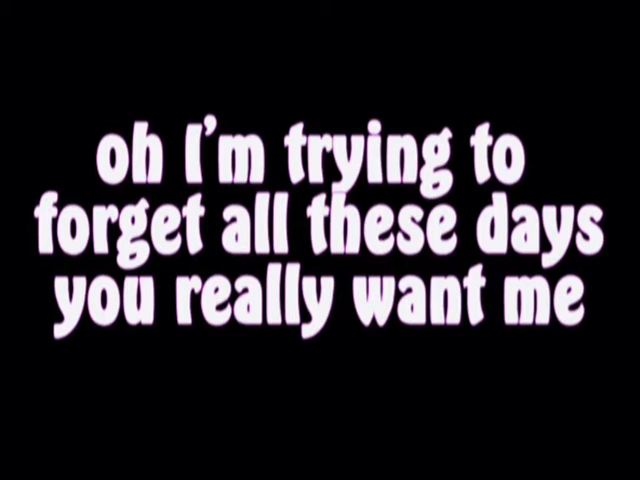 oh I'm trying to
forget all these days
you really want me